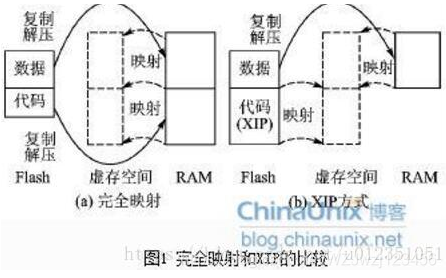 复制
解压
数据
代码
复制
解压
映射
映射
Flash
虚存空间
RAM
(a) 完全映射
复制
解压
数据
代码
(XIP)
映射
映射
Flash
虚存空间
RAM
(b) XIP方式
ChinaUnix 博客
blog.chinaunix.net
图1 完全映射和XIP的比较